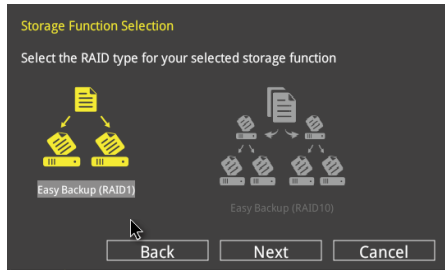 Storage Function Selection
Select the RAID type for your selected storage function
Easy Backup (RAID1)
Easy Backup (RAID10)
Back
Next
Cancel